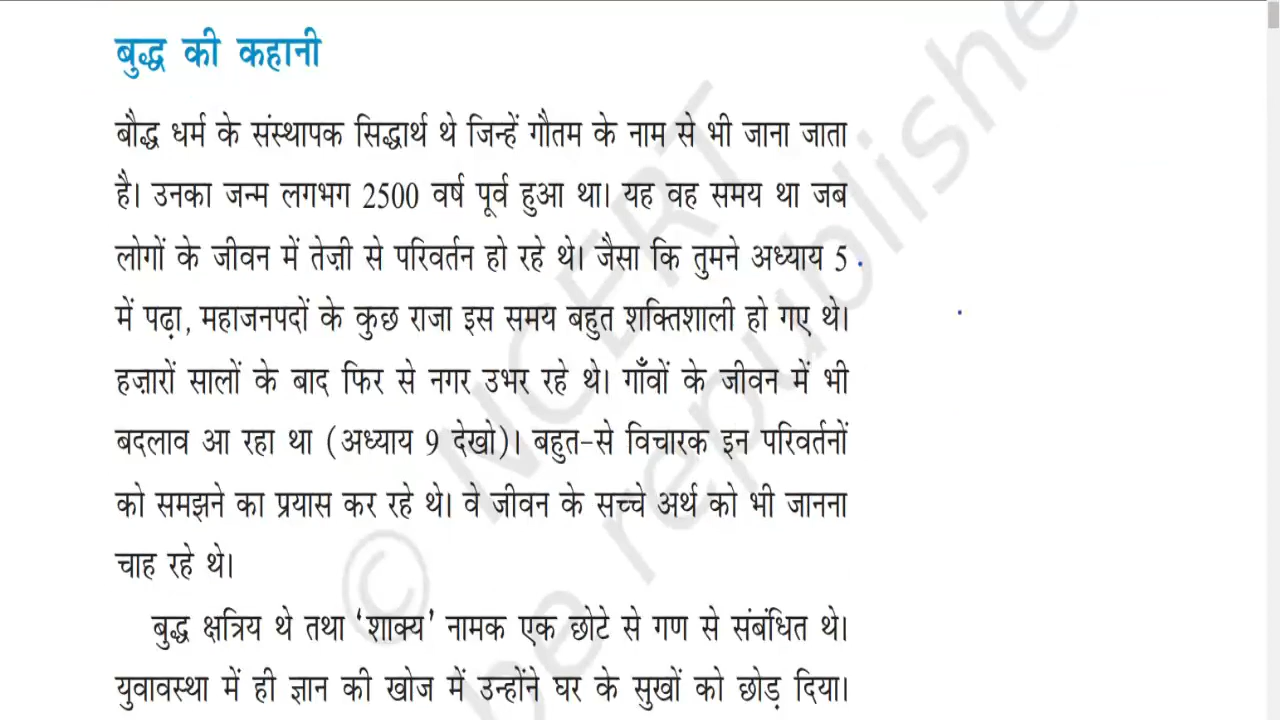 बुद्ध की कहानी
बौद्ध धर्म के संस्थापक सिद्धार्थ थे जिन्हें गौतम के नाम से भी जाना जाता
है। उनका जन्म लगभग 2500 वर्ष पूर्व हुआ था। यह वह समय था जब
लोगों के जीवन में तेज़ी से परिवर्तन हो रहे थे। जैसा कि तुमने अध्याय 5
में पढ़ा, महाजनपदों के कुछ राजा इस समय बहुत शक्तिशाली हो गए थे।
हज़ारों सालों के बाद फिर से नगर उभर रहे थे। गाँवों के जीवन में भी
बदलाव आ रहा था (अध्याय 9 देखो)। बहुत-से विचारक इन परिवर्तनों
को समझने का प्रयास कर रहे थे। वे जीवन के सच्चे अर्थ को भी जानना
चाह रहे थे।
बुद्ध क्षत्रिय थे तथा ‘शाक्य’ नामक एक छोटे से गण से संबंधित थे।
युवावस्था में ही ज्ञान की खोज में उन्होंने घर के सुखों को छोड़ दिया।
© NCERT
be republishe